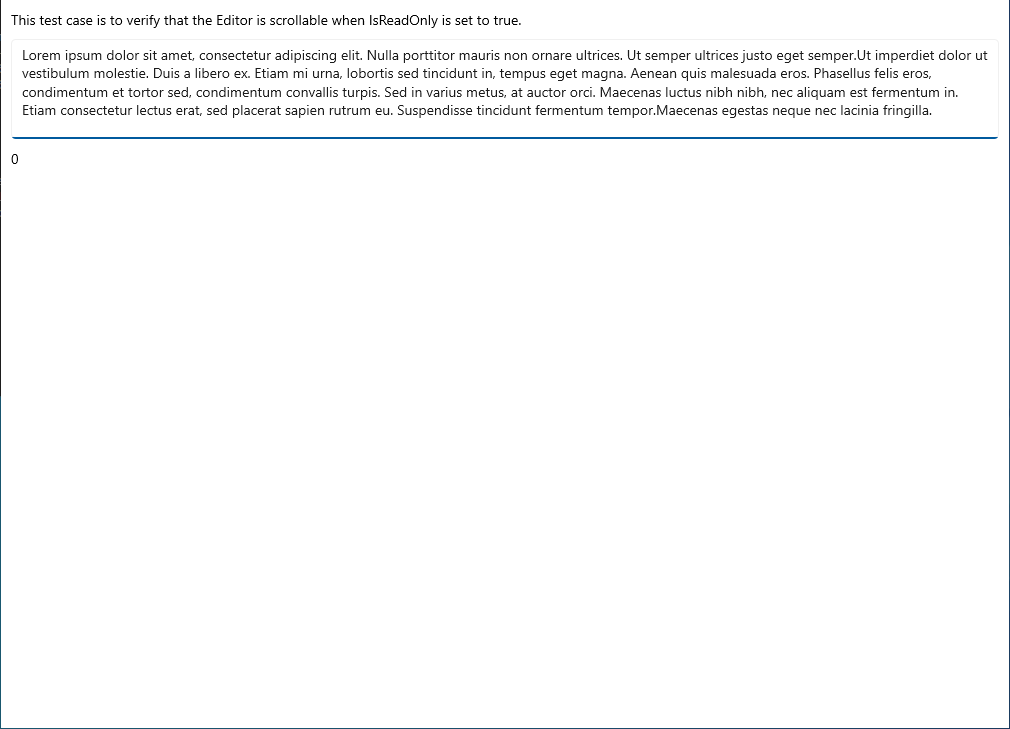 This test case is to verify that the Editor is scrollable when IsReadOnly is set to true.
Lorem ipsum dolor sit amet, consectetur adipiscing elit. Nulla porttitor mauris non ornare ultrices. Ut semper ultrices justo eget semper.Ut imperdiet dolor ut
vestibulum molestie. Duis a libero ex. Etiam mi urna, lobortis sed tincidunt in, tempus eget magna. Aenean quis malesuada eros. Phasellus felis eros,
condimentum et tortor sed, condimentum convallis turpis. Sed in varius metus, at auctor orci. Maecenas luctus nibh nibh, nec aliquam est fermentum in.
Etiam consectetur lectus erat, sed placerat sapien rutrum eu. Suspendisse tincidunt fermentum tempor.Maecenas egestas neque nec lacinia fringilla.
0